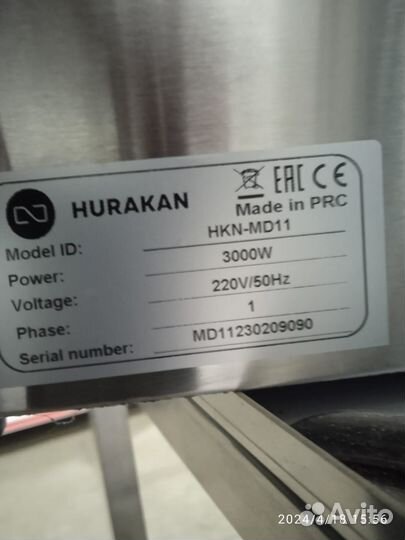 HURAKAN
EAC CE
Made in PRC
Model ID: HKN-MD11
Power: 3000W
Voltage: 220V/50Hz
Phase: 1
Serial number: MD11230209090
2024/4/18 15:56
Avito